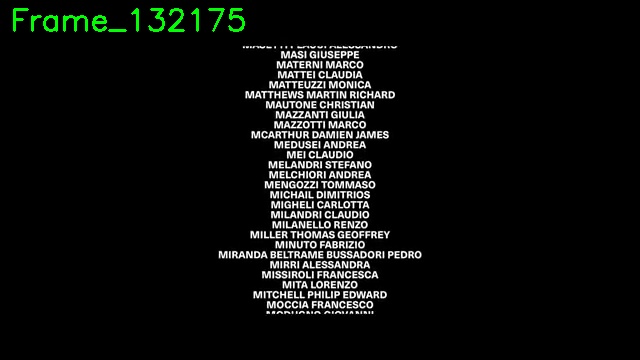 Frame_132175
MASI GIUSEPPE
MATERNI MARCO
MATTEI CLAUDIA
MATTEUZZI MONICA
MATTHEWS MARTIN RICHARD
MAUTONE CHRISTIAN
MAZZANTI GIULIA
MAZZOTTI MARCO
MCARTHUR DAMIEN JAMES
MEDUSEI ANDREA
MEI CLAUDIO
MELANDRI STEFANO
MELCHIORI ANDREA
MENGOZZI TOMMASO
MICHAIL DIMITRIOS
MIGHELI CARLOTTA
MILANDRI CLAUDIO
MILANELLO RENZO
MILLER THOMAS GEOFFREY
MINUTO FABRIZIO
MIRANDA BELTRAME BUSSADORI PEDRO
MIRRI ALESSANDRA
MISSIROLI FRANCESCA
MITA LORENZO
MITCHELL PHILIP EDWARD
MOCCIA FRANCESCO
MODUGNO GIOVANNI